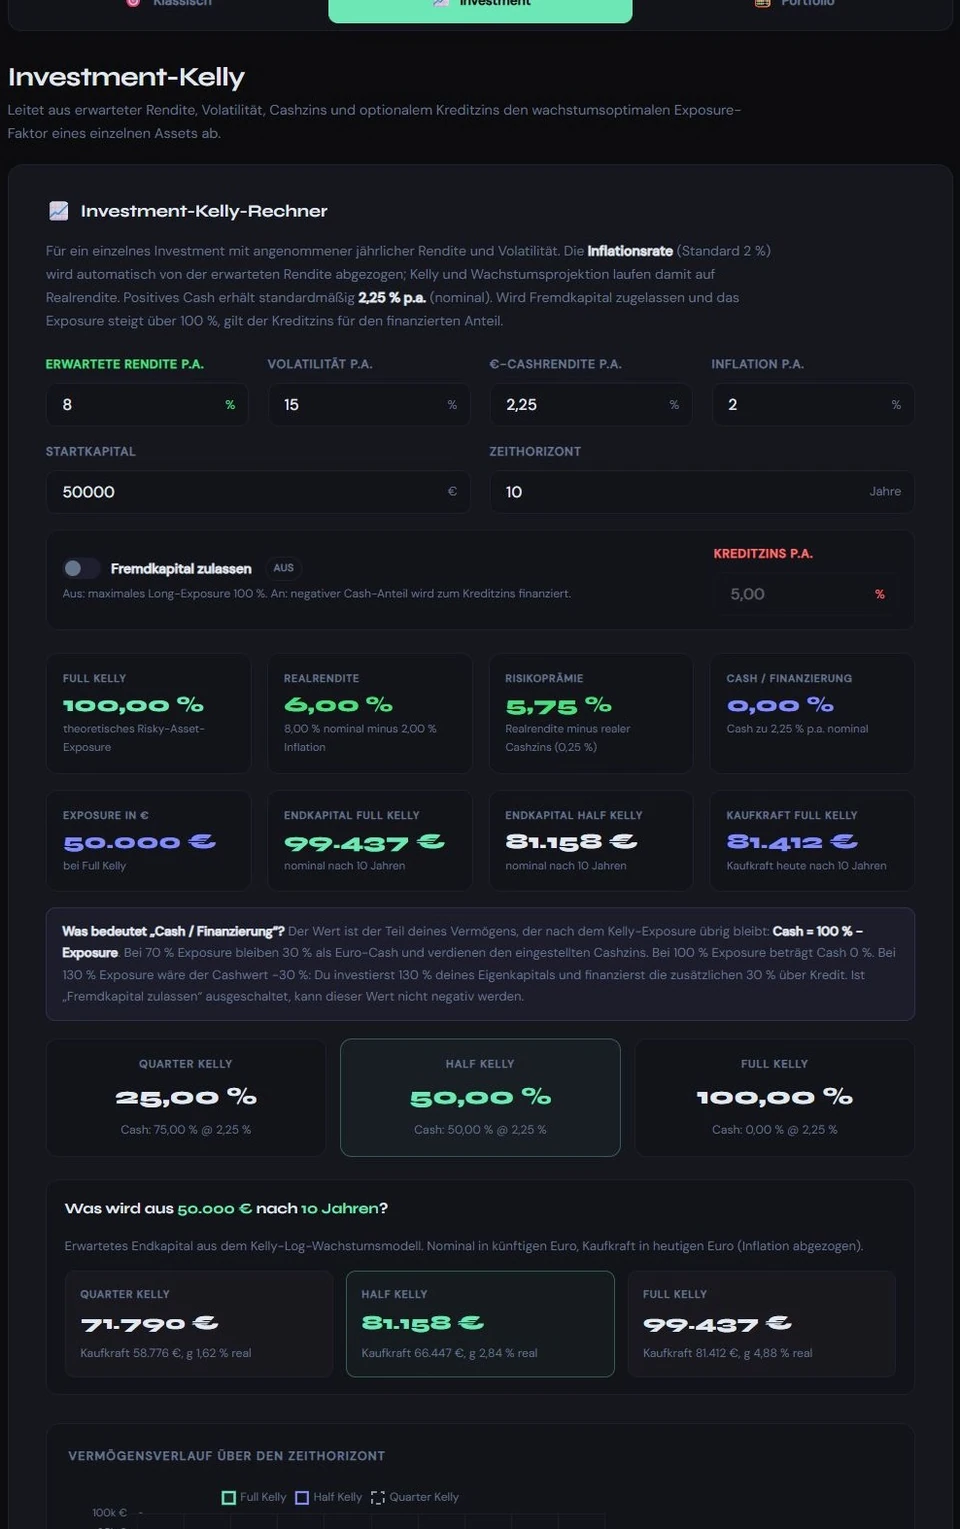 Klassisch
Investment
Portfolio
Investment-Kelly
Leitet aus erwarteter Rendite, Volatilität, Cashzins und optionalem Kreditzins den wachstumsoptimalen Exposure-
Faktor eines einzelnen Assets ab.
Investment-Kelly-Rechner
Für ein einzelnes Investment mit angenommener jährlicher Rendite und Volatilität. Die Inflationsrate (Standard 2 %)
wird automatisch von der erwarteten Rendite abgezogen; Kelly und Wachstumsprojektion laufen damit auf
Realrendite. Positives Cash erhält standardmäßig 2,25 % p.a. (nominal). Wird Fremdkapital zugelassen und das
Exposure steigt über 100 %, gilt der Kreditzins für den finanzierten Anteil.
ERWARTETE RENDITE P.A.
VOLATILITÄT P.A.
€-CASHRENDITE P.A.
INFLATION P.A.
8 %
15 %
2,25 %
2 %
STARTKAPITAL
ZEITHORIZONT
50000 €
10 Jahre
Fremdkapital zulassen AUS
Aus: maximales Long-Exposure 100 %. An: negativer Cash-Anteil wird zum Kreditzins finanziert.
KREDITZINS P.A.
5,00 %
FULL KELLY
100,00 %
theoretisches Risky-Asset-
Exposure
REALRENDITE
6,00 %
8,00 % nominal minus 2,00 %
Inflation
RISIKOPRÄMIE
5,75 %
Realrendite minus realer
Cashzins (0,25 %)
CASH / FINANZIERUNG
0,00 %
Cash zu 2,25 % p.a. nominal
EXPOSURE IN €
50.000 €
bei Full Kelly
ENDKAPITAL FULL KELLY
99.437 €
nominal nach 10 Jahren
ENDKAPITAL HALF KELLY
81.158 €
nominal nach 10 Jahren
KAUFKRAFT FULL KELLY
81.412 €
Kaufkraft heute nach 10 Jahren
Was bedeutet „Cash / Finanzierung“? Der Wert ist der Teil deines Vermögens, der nach dem Kelly-Exposure übrig bleibt: Cash = 100 % −
Exposure. Bei 70 % Exposure bleiben 30 % als Euro-Cash und verdienen den eingestellten Cashzins. Bei 100 % Exposure beträgt Cash 0 %. Bei
130 % Exposure wäre der Cashwert -30 %: Du investierst 130 % deines Eigenkapitals und finanzierst die zusätzlichen 30 % über Kredit. Ist
„Fremdkapital zulassen“ ausgeschaltet, kann dieser Wert nicht negativ werden.
QUARTER KELLY
25,00 %
Cash: 75,00 % @ 2,25 %
HALF KELLY
50,00 %
Cash: 50,00 % @ 2,25 %
FULL KELLY
100,00 %
Cash: 0,00 % @ 2,25 %
Was wird aus 50.000 € nach 10 Jahren?
Erwartetes Endkapital aus dem Kelly-Log-Wachstumsmodell. Nominal in künftigen Euro, Kaufkraft in heutigen Euro (Inflation abgezogen).
QUARTER KELLY
71.790 €
Kaufkraft 58.776 €, g 1,62 % real
HALF KELLY
81.158 €
Kaufkraft 66.447 €, g 2,84 % real
FULL KELLY
99.437 €
Kaufkraft 81.412 €, g 4,88 % real
VERMÖGENSVERLAUF ÜBER DEN ZEITHORIZONT
Full Kelly
Half Kelly
Quarter Kelly
100k €